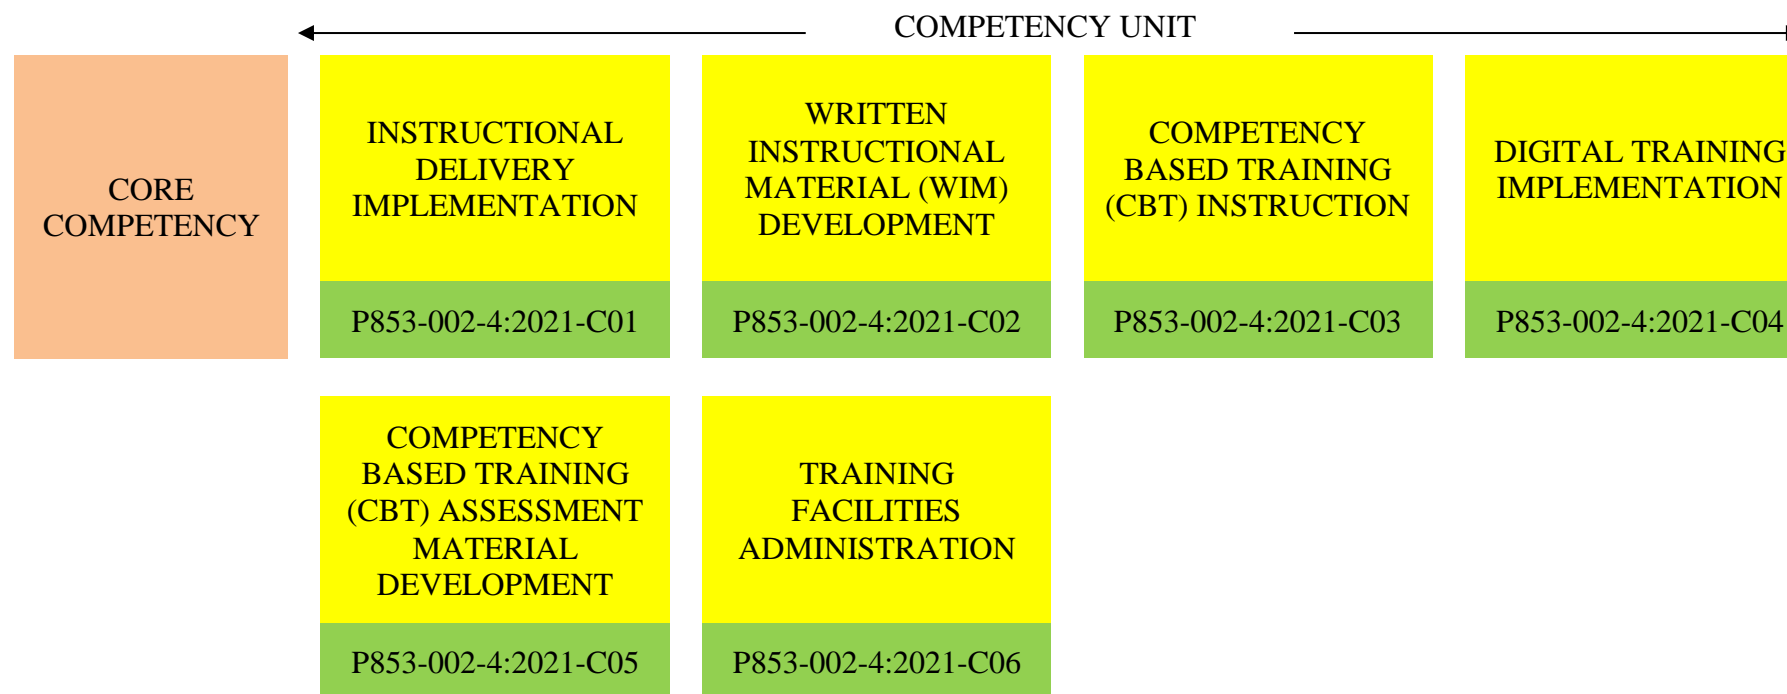 COMPETENCY UNIT
CORE
COMPETENCY
INSTRUCTIONAL
DELIVERY
IMPLEMENTATION
P853-002-4:2021-C01
WRITTEN
INSTRUCTIONAL
MATERIAL (WIM)
DEVELOPMENT
P853-002-4:2021-C02
COMPETENCY
BASED TRAINING
(CBT) INSTRUCTION
P853-002-4:2021-C03
DIGITAL TRAINING
IMPLEMENTATION
P853-002-4:2021-C04
COMPETENCY
BASED TRAINING
(CBT) ASSESSMENT
MATERIAL
DEVELOPMENT
P853-002-4:2021-C05
TRAINING
FACILITIES
ADMINISTRATION
P853-002-4:2021-C06